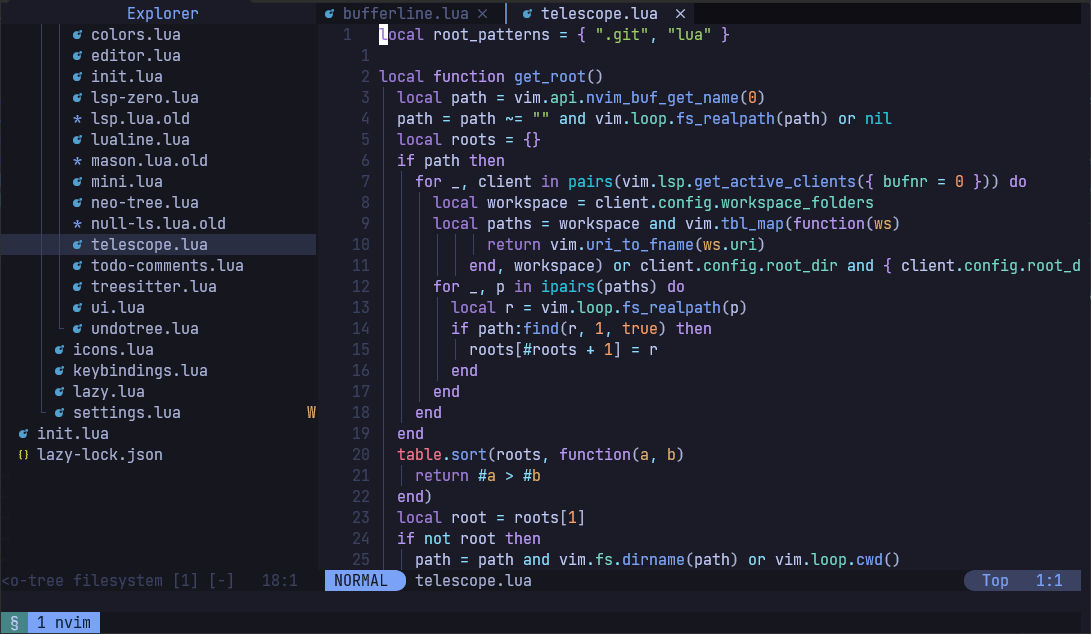 Explorer
colors.lua
editor.lua
init.lua
lsp-zero.lua
* lsp.lua.old
lualine.lua
* mason.lua.old
mini.lua
neo-tree.lua
* null-ls.lua.old
telescope.lua
todo-comments.lua
treesitter.lua
ui.lua
undotree.lua
icons.lua
keybindings.lua
lazy.lua
settings.lua W
init.lua
{} lazy-lock.json
<o-tree filesystem [1] [-] 18:1
bufferline.lua × telescope.lua ×
1 local root_patterns = { ".git", "lua" }
1
2 local function get_root()
3 local path = vim.api.nvim_buf_get_name(0)
4 path = path ~= "" and vim.loop.fs_realpath(path) or nil
5 local roots = {}
6 if path then
7 for _, client in pairs(vim.lsp.get_active_clients({ bufnr = 0 })) do
8 local workspace = client.config.workspace_folders
9 local paths = workspace and vim.tbl_map(function(ws)
10 return vim.uri_to_fname(ws.uri)
11 end, workspace) or client.config.root_dir and { client.config.root_d
12 for _, p in ipairs(paths) do
13 local r = vim.loop.fs_realpath(p)
14 if path:find(r, 1, true) then
15 roots[#roots + 1] = r
16 end
17 end
18 end
19 end
20 table.sort(roots, function(a, b)
21 return #a > #b
22 end)
23 local root = roots[1]
24 if not root then
25 path = path and vim.fs.dirname(path) or vim.loop.cwd()
NORMAL telescope.lua Top 1:1
§ 1 nvim